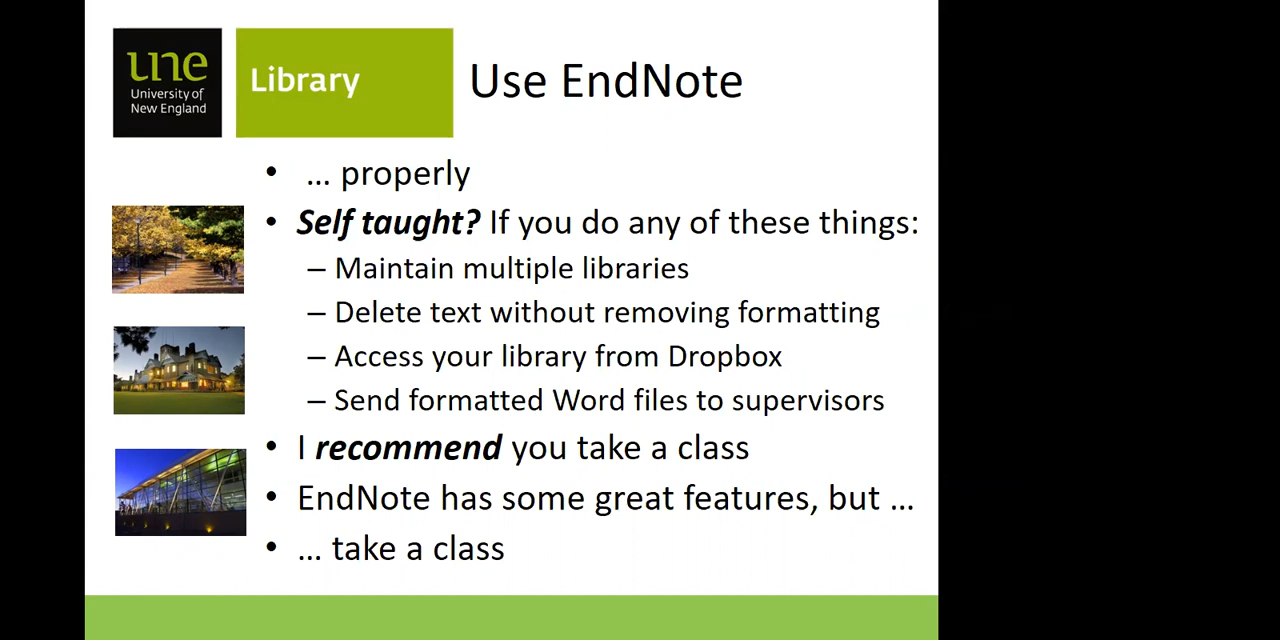 une
University of
New England
Library
Use EndNote
• … properly
• Self taught? If you do any of these things:
– Maintain multiple libraries
– Delete text without removing formatting
– Access your library from Dropbox
– Send formatted Word files to supervisors
• I recommend you take a class
• EndNote has some great features, but …
• … take a class